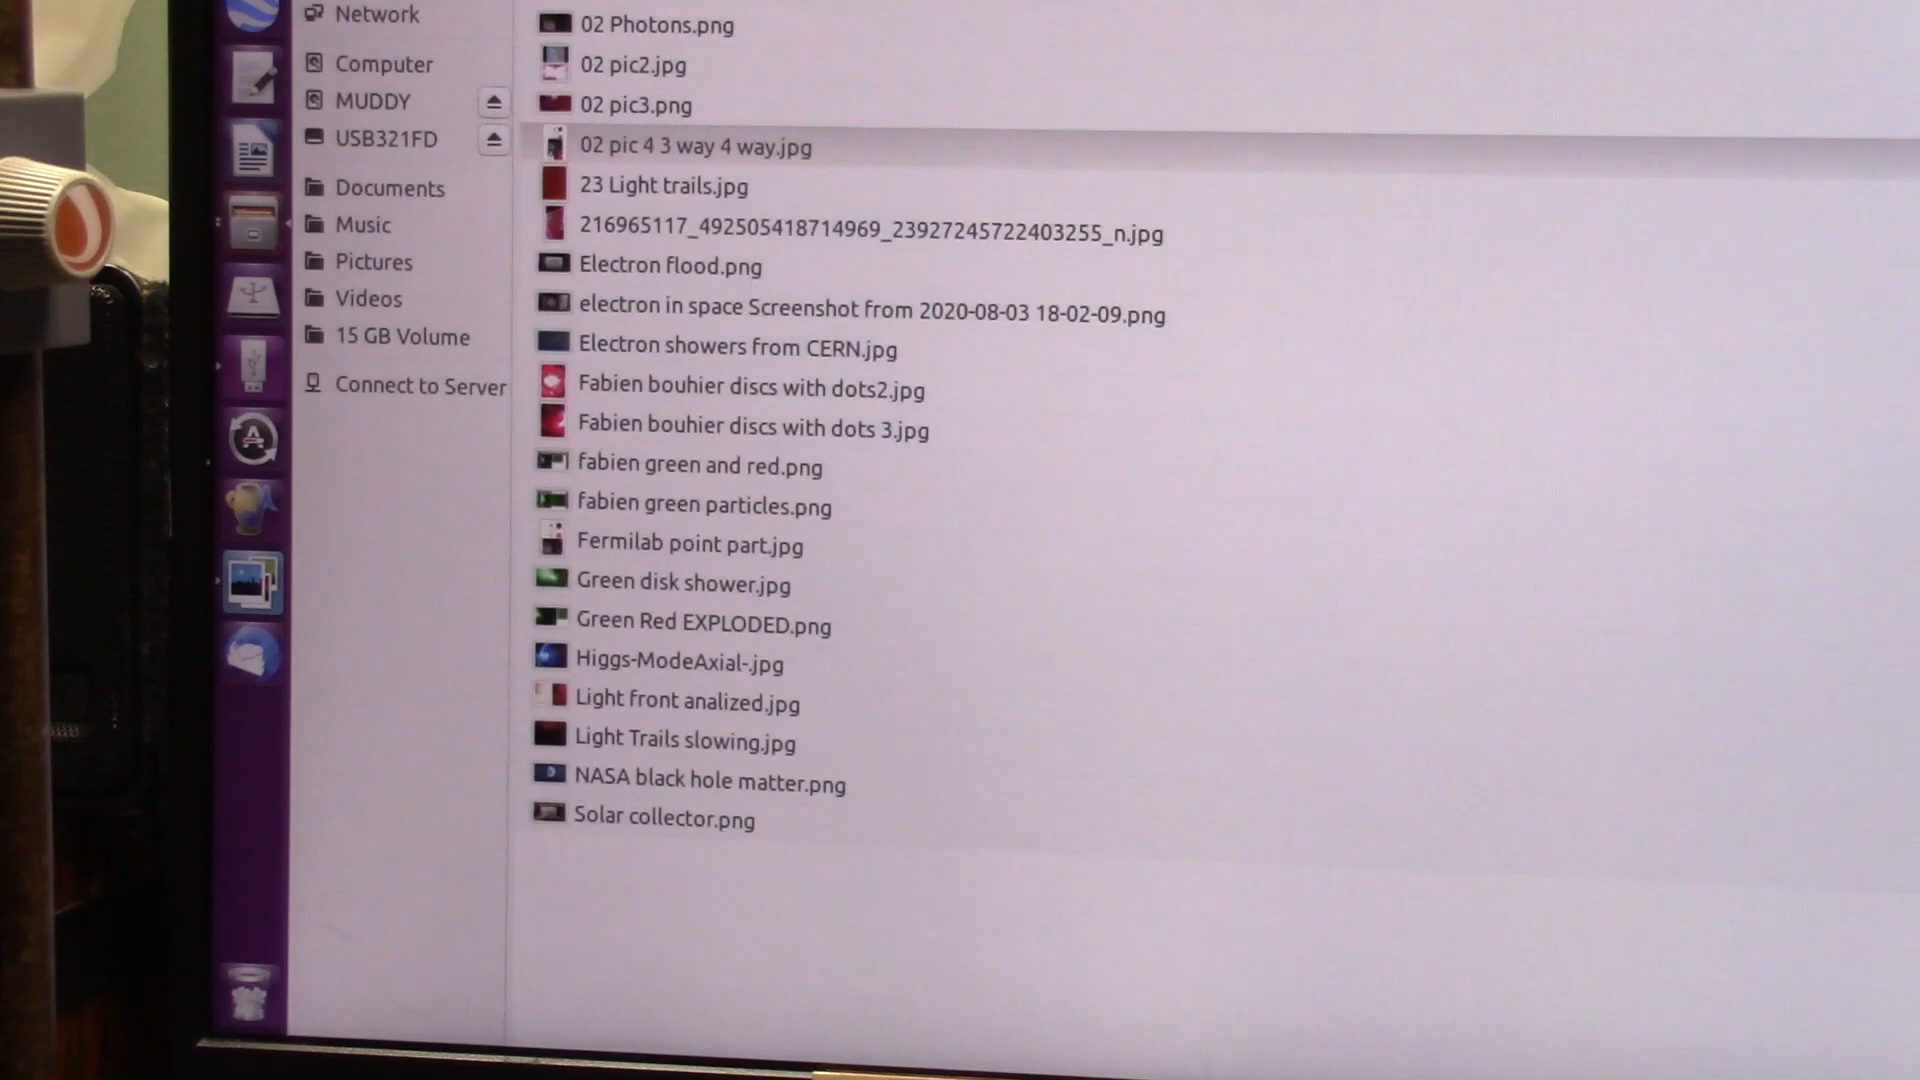 Network
Computer
MUDDY
USB321FD
Documents
Music
Pictures
Videos
15 GB Volume
Connect to Server
02 Photons.png
02 pic2.jpg
02 pic3.png
02 pic 4 3 way 4 way.jpg
23 Light trails.jpg
216965117_492505418714969_23927245722403255_n.jpg
Electron flood.png
electron in space Screenshot from 2020-08-03 18-02-09.png
Electron showers from CERN.jpg
Fabien bouhier discs with dots2.jpg
Fabien bouhier discs with dots 3.jpg
fabien green and red.png
fabien green particles.png
Fermilab point part.jpg
Green disk shower.jpg
Green Red EXPLODED.png
Higgs-ModeAxial-.jpg
Light front analized.jpg
Light Trails slowing.jpg
NASA black hole matter.png
Solar collector.png